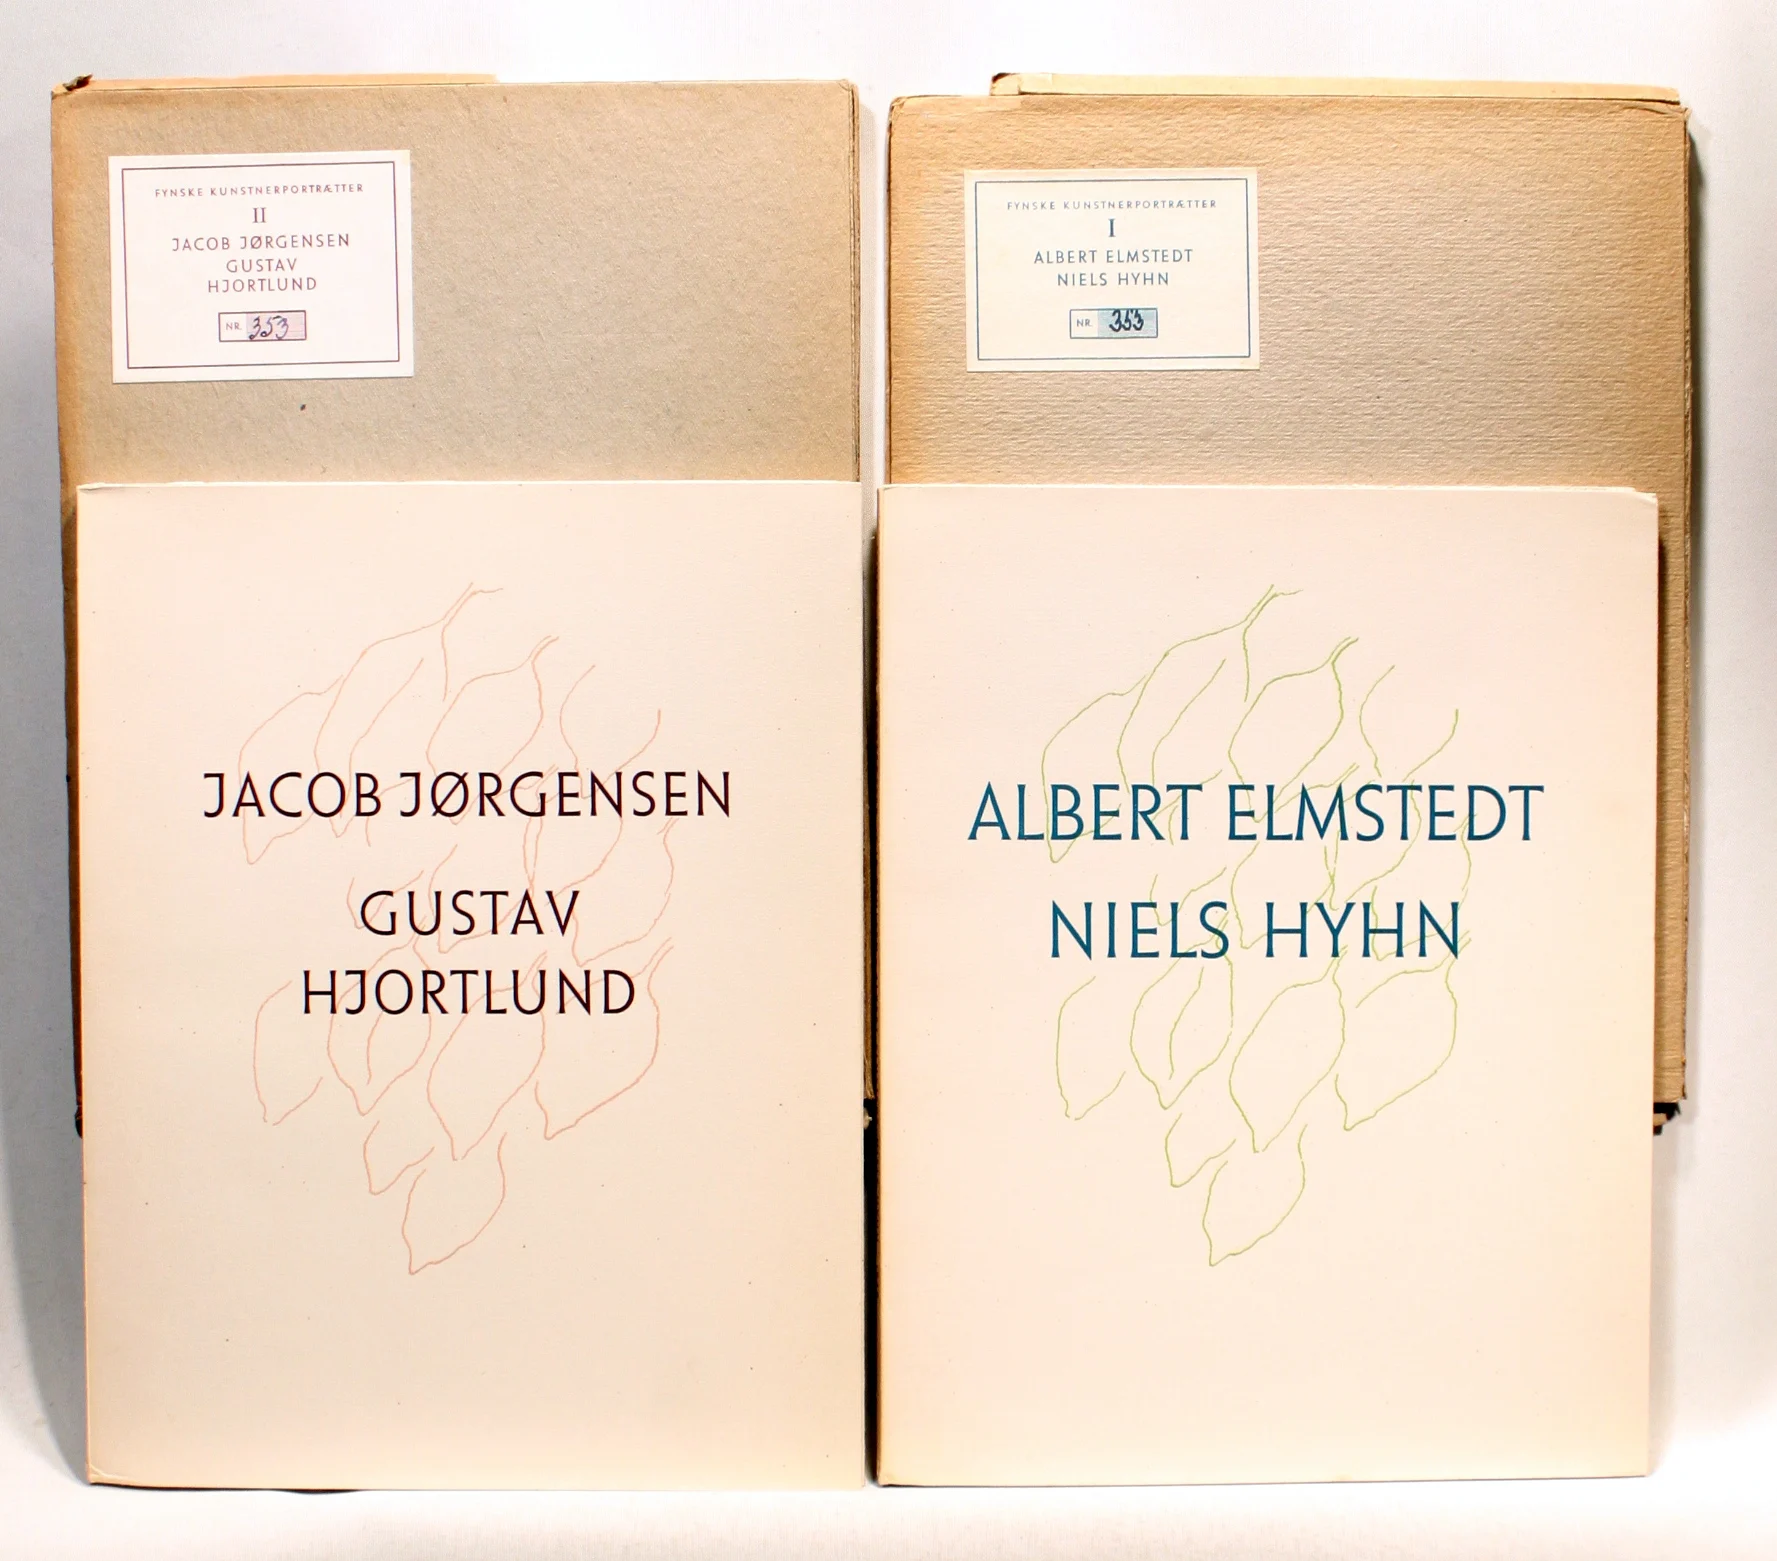 FYNSKE KUNSTNERPORTRÆTTER
II
JACOB JØRGENSEN
GUSTAV
HJORTLUND
NR. 353
FYNSKE KUNSTNERPORTRÆTTER
I
ALBERT ELMSTEDT
NIELS HYHN
NR. 353
JACOB JØRGENSEN
GUSTAV
HJORTLUND
ALBERT ELMSTEDT
NIELS HYHN